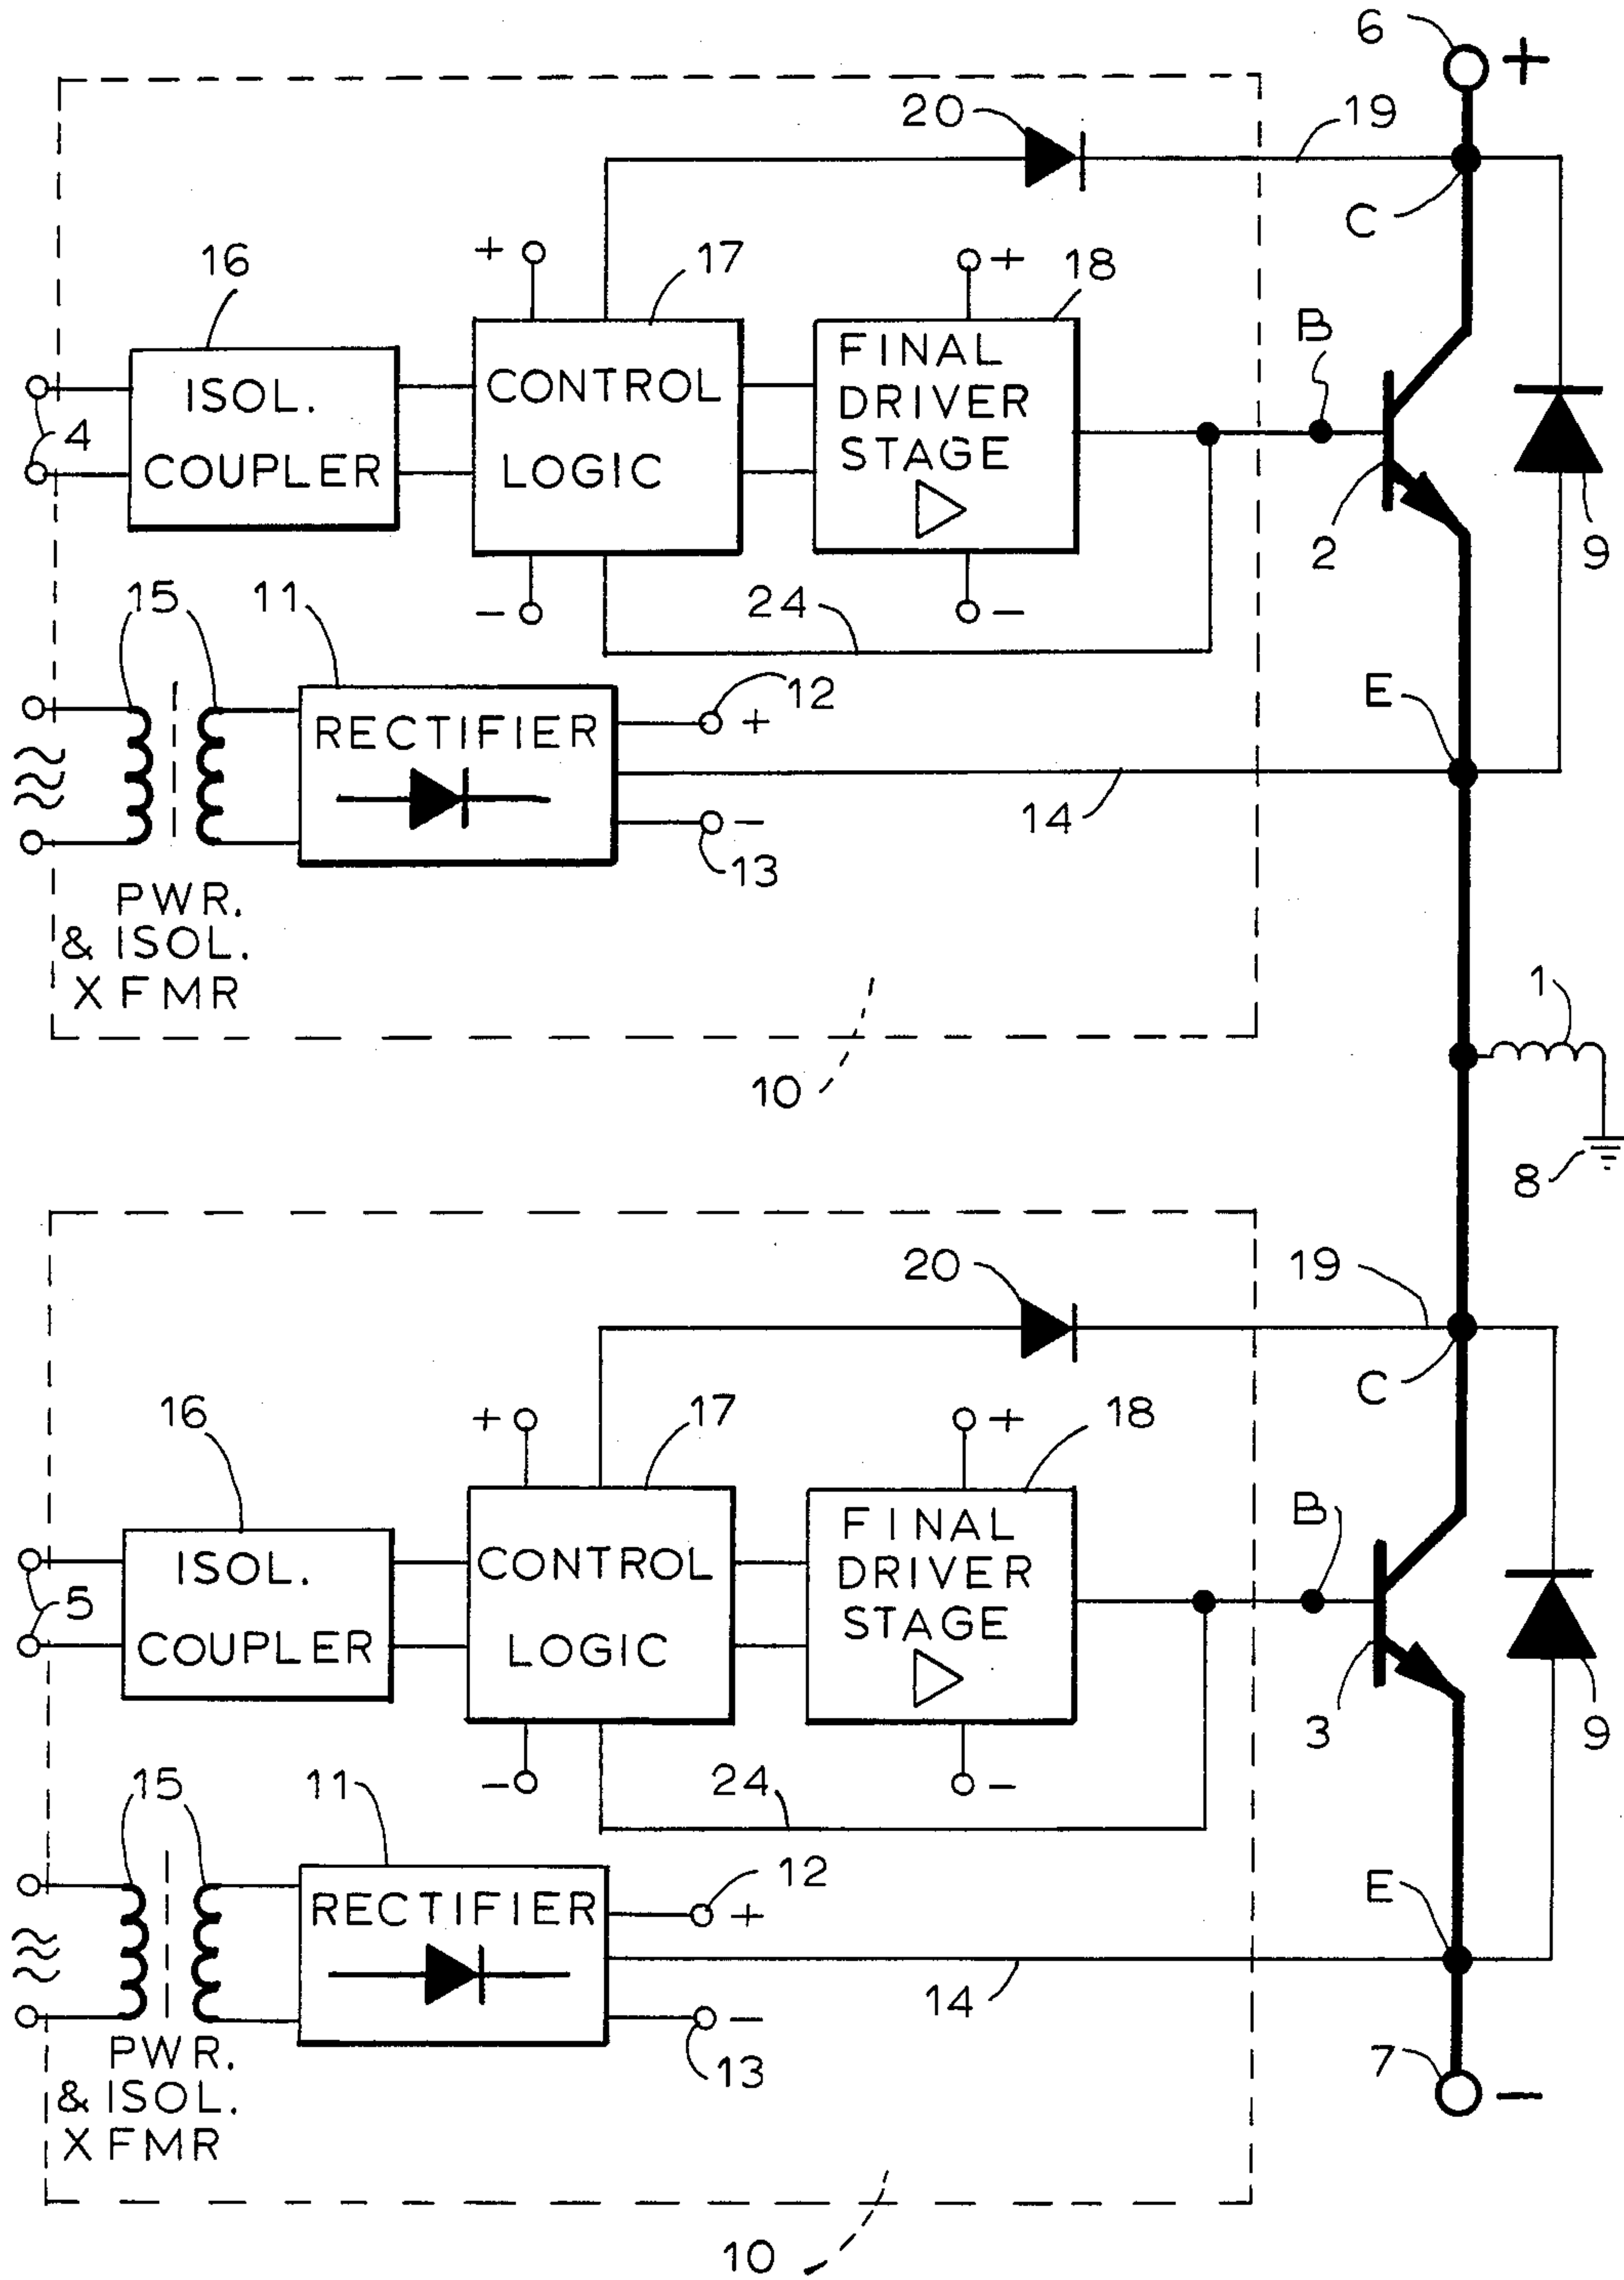 6 +
20
19
C
16
+
17
+
18
B
ISOL.
COUPLER
CONTROL
LOGIC
FINAL
DRIVER
STAGE
4
2
9
-
-
24
15
11
12
E
RECTIFIER
+
14
-
13
PWR.
& ISOL.
XFMR
1
10
8
20
19
C
16
+
17
+
18
B
ISOL.
COUPLER
CONTROL
LOGIC
FINAL
DRIVER
STAGE
5
3
9
-
-
24
15
11
12
E
RECTIFIER
+
14
-
13
PWR.
& ISOL.
XFMR
7 -
10